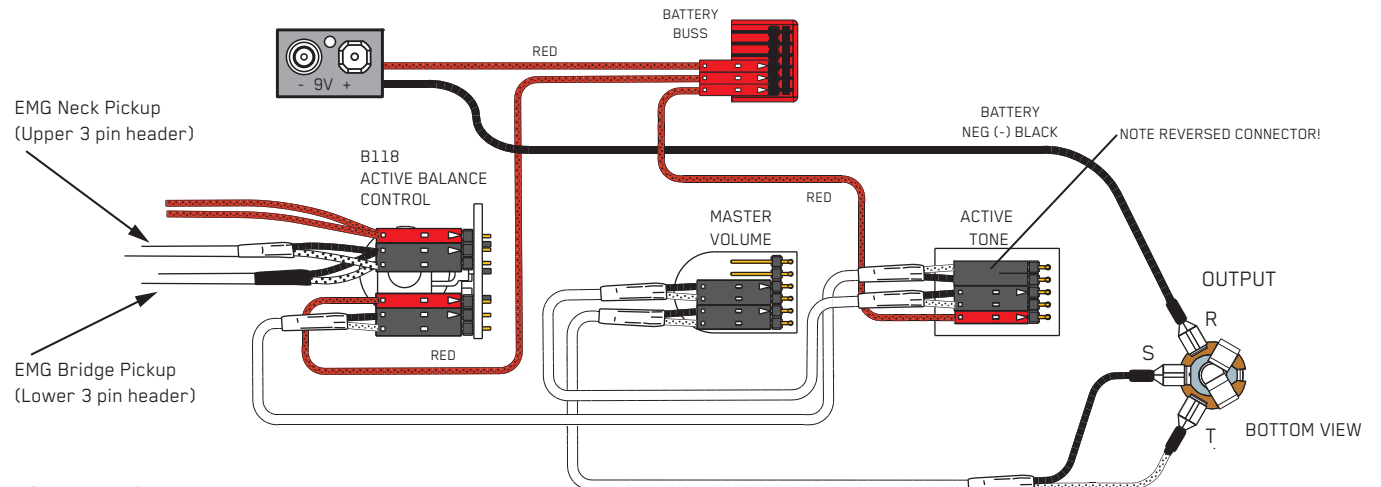 BATTERY
BUSS
RED
- 9V +
EMG Neck Pickup
(Upper 3 pin header)
BATTERY
NEG (-) BLACK
NOTE REVERSED CONNECTOR!
B118
ACTIVE BALANCE
CONTROL
RED
MASTER
VOLUME
ACTIVE
TONE
OUTPUT
R
S
RED
EMG Bridge Pickup
(Lower 3 pin header)
T
BOTTOM VIEW